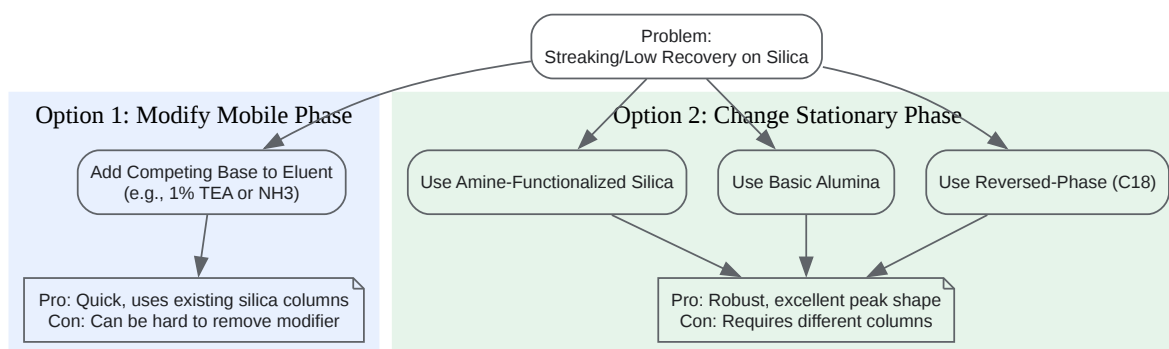 Problem:
Streaking/Low Recovery on Silica
Option 1: Modify Mobile Phase
Option 2: Change Stationary Phase
Add Competing Base to Eluent
(e.g., 1% TEA or NH3)
Use Amine-Functionalized Silica
Use Basic Alumina
Use Reversed-Phase (C18)
Pro: Quick, uses existing silica columns
Con: Can be hard to remove modifier
Pro: Robust, excellent peak shape
Con: Requires different columns